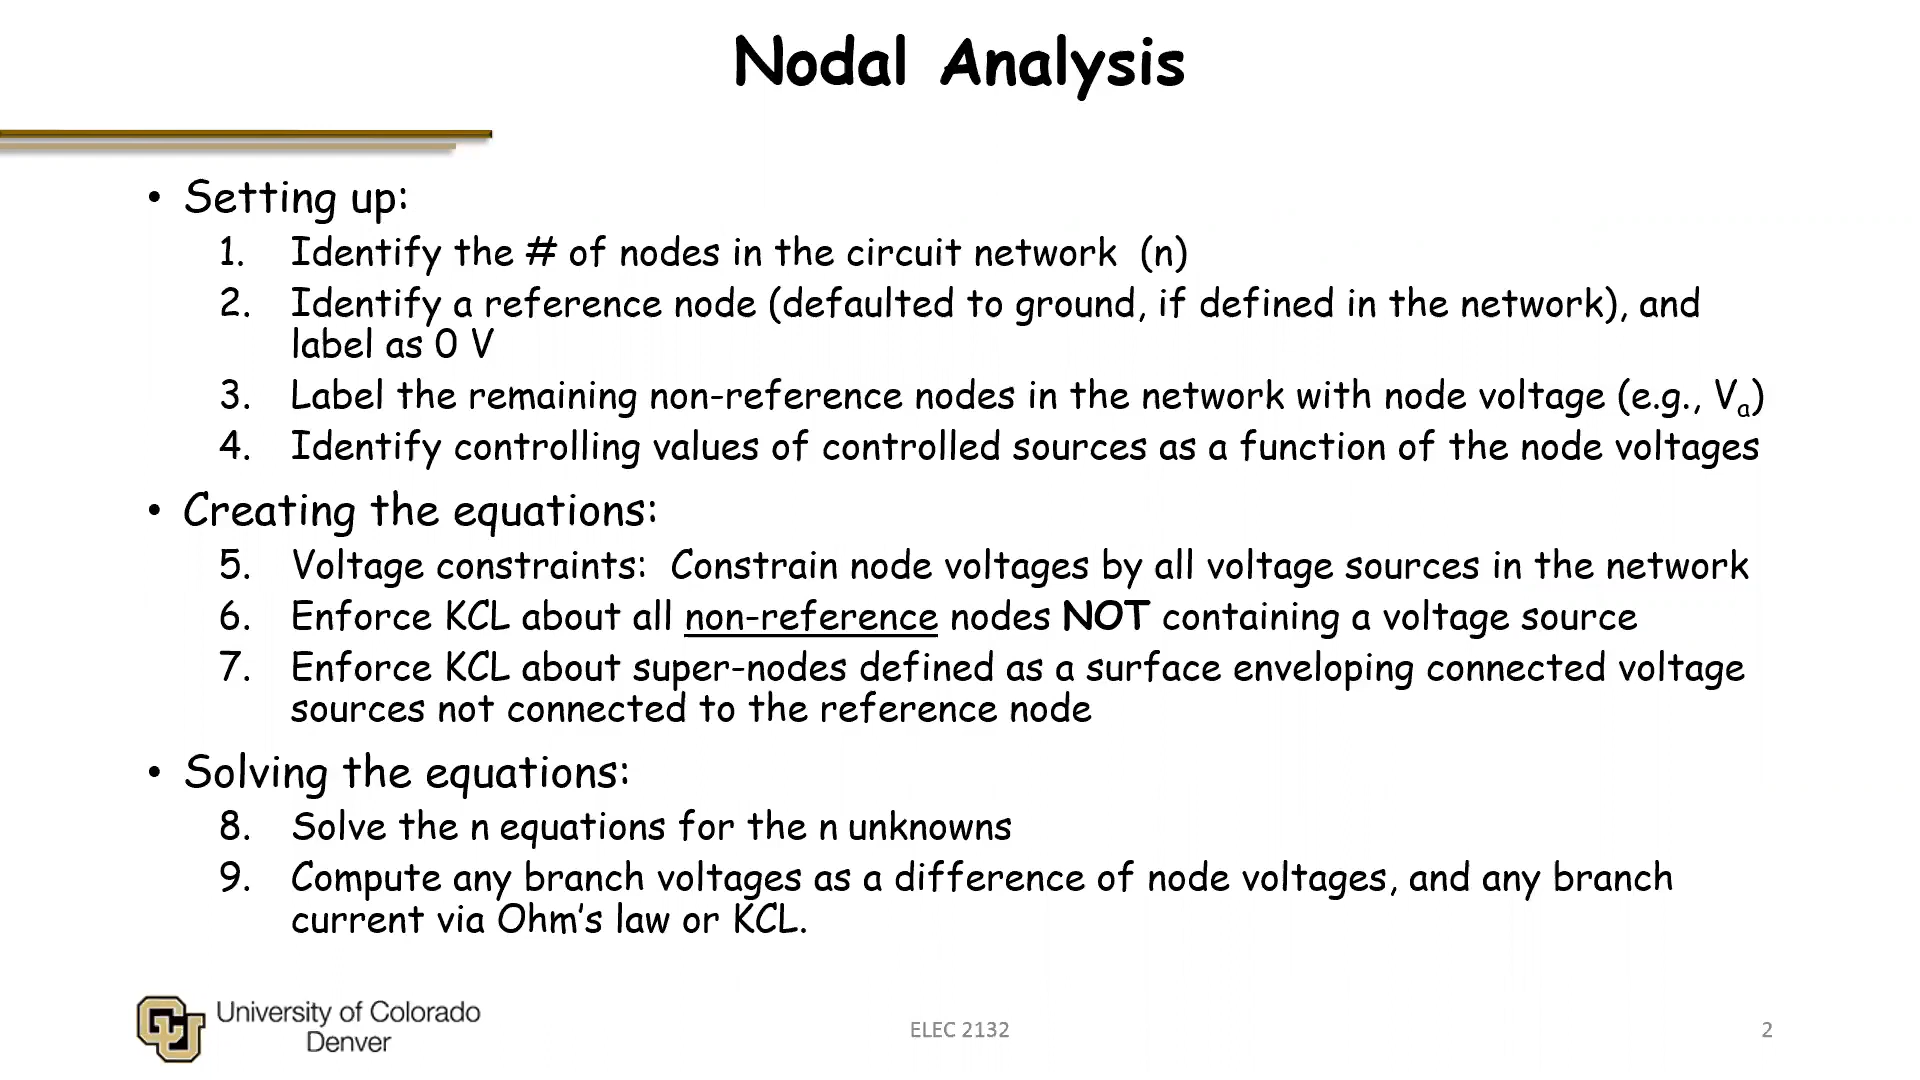 Nodal Analysis
• Setting up:
1. Identify the # of nodes in the circuit network (n)
2. Identify a reference node (defaulted to ground, if defined in the network), and
label as 0 V
3. Label the remaining non-reference nodes in the network with node voltage (e.g., Va)
4. Identify controlling values of controlled sources as a function of the node voltages
• Creating the equations:
5. Voltage constraints: Constrain node voltages by all voltage sources in the network
6. Enforce KCL about all non-reference nodes NOT containing a voltage source
7. Enforce KCL about super-nodes defined as a surface enveloping connected voltage
sources not connected to the reference node
• Solving the equations:
8. Solve the n equations for the n unknowns
9. Compute any branch voltages as a difference of node voltages, and any branch
current via Ohm’s law or KCL.
CU
University of Colorado
Denver
ELEC 2132
2